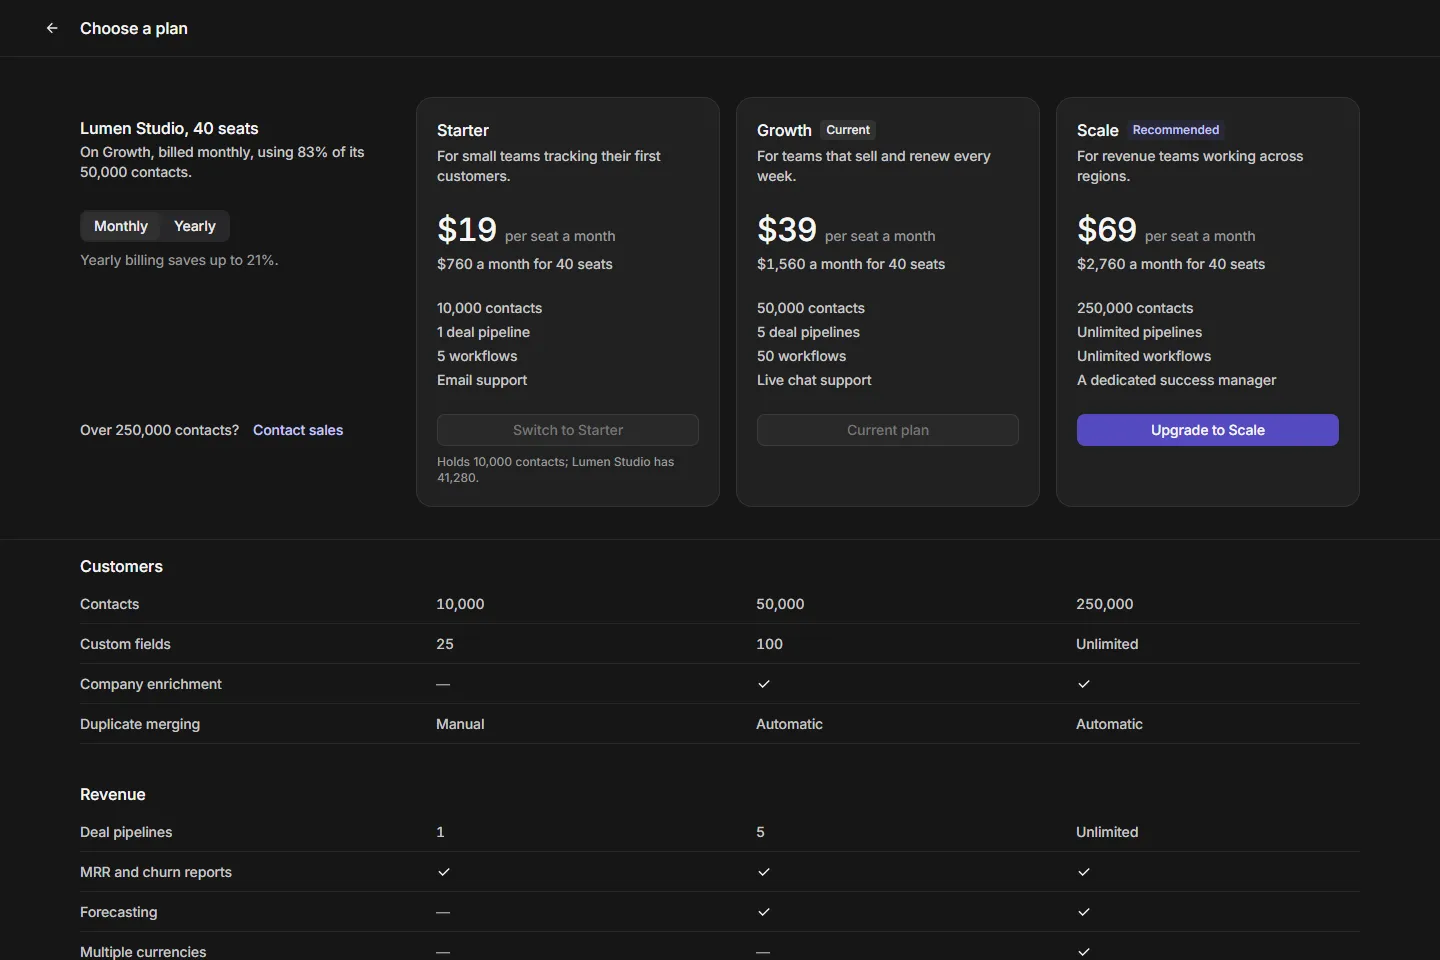 Choose a plan
Lumen Studio, 40 seats
On Growth, billed monthly, using 83% of its
50,000 contacts.
Monthly Yearly
Yearly billing saves up to 21%.
Over 250,000 contacts? Contact sales
Starter
For small teams tracking their first
customers.
$19 per seat a month
$760 a month for 40 seats
10,000 contacts
1 deal pipeline
5 workflows
Email support
Switch to Starter
Holds 10,000 contacts; Lumen Studio has
41,280.
Growth Current
For teams that sell and renew every
week.
$39 per seat a month
$1,560 a month for 40 seats
50,000 contacts
5 deal pipelines
50 workflows
Live chat support
Current plan
Scale Recommended
For revenue teams working across
regions.
$69 per seat a month
$2,760 a month for 40 seats
250,000 contacts
Unlimited pipelines
Unlimited workflows
A dedicated success manager
Upgrade to Scale
Customers
Contacts 10,000 50,000 250,000
Custom fields 25 100 Unlimited
Company enrichment —
Duplicate merging Manual Automatic Automatic
Revenue
Deal pipelines 1 5 Unlimited
MRR and churn reports
Forecasting —
Multiple currencies — —